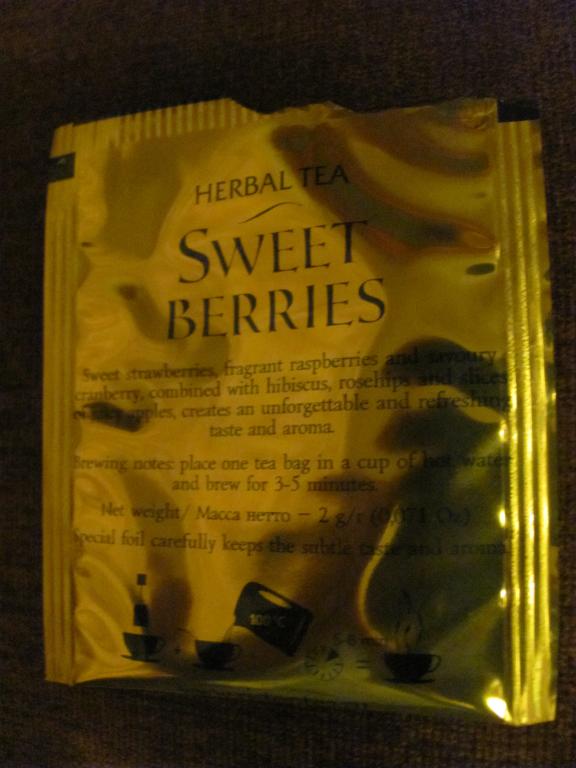 HERBAL TEA
SWEET
BERRIES
Sweet strawberries, fragrant raspberries and savoury
cranberry, combined with hibiscus, rosehips and slices
apples, creates an unforgettable and refreshing
taste and aroma.
Brewing notes: place one tea bag in a cup of hot water
and brew for 3-5 minutes.
Net weight/ Масса нетто – 2 g/г (0,071 Oz)
Special foil carefully keeps the subtle taste and aroma.
100°C